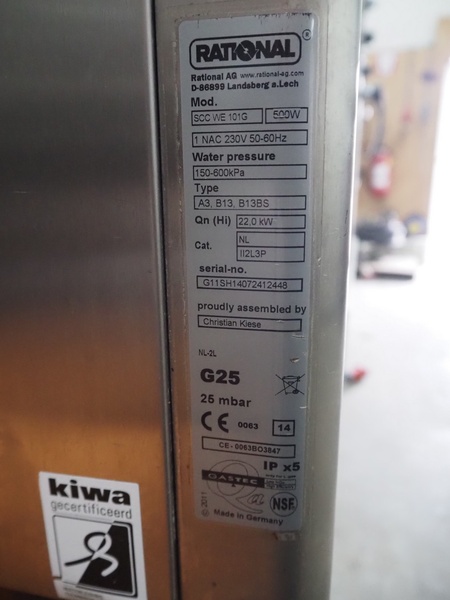 RATIONAL ®
Rational AG www.rational-ag.com
D-86899 Landsberg a.Lech
Mod.
SCC WE 101G 500W
1 NAC 230V 50-60Hz
Water pressure
150-600kPa
Type
A3, B13, B13BS
Qn (Hi) 22.0 kW
Cat. NL
II2L3P
serial-no.
G11SH14072412448
proudly assembled by
Christian Kiese
NL-2L
G25
25 mbar
CE 0063 14
CE-0063BO3847
IP x5
GASTEC
Qa
NSF
© 2011
Made in Germany
kiwa
gecertificeerd